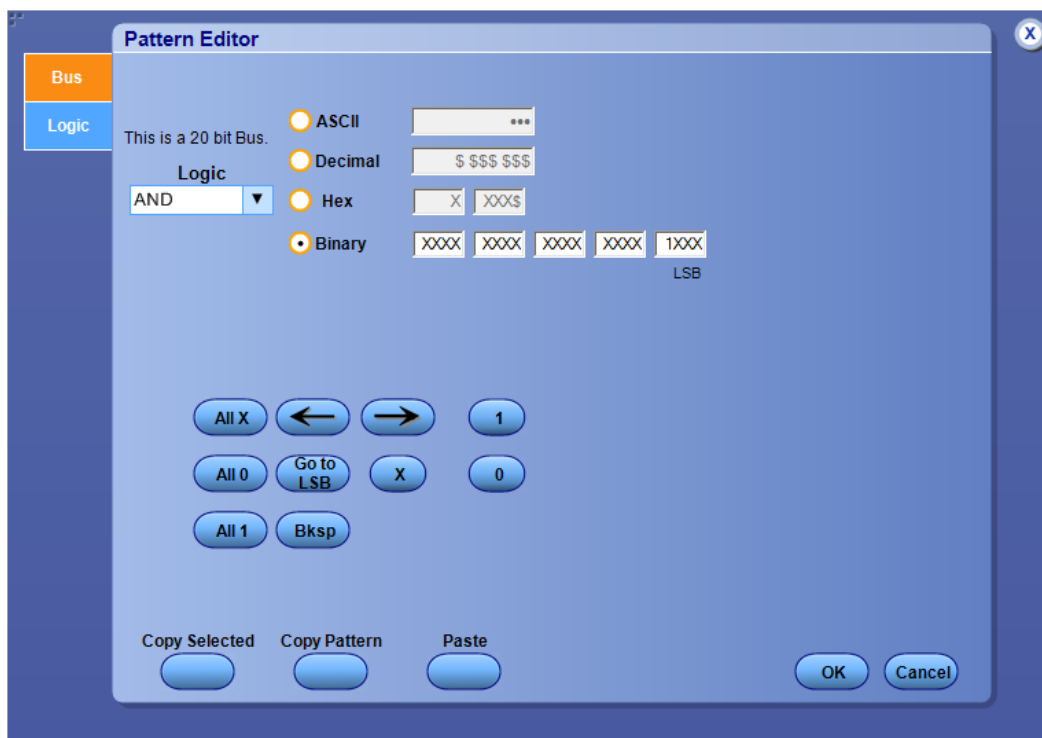 Pattern Editor
X
Bus
Logic
This is a 20 bit Bus.
Logic
AND
ASCII •••
Decimal $ $$$ $$$
Hex X XXX$
Binary XXXX XXXX XXXX XXXX 1XXX
LSB
All X 1
All 0 Go to LSB X 0
All 1 Bksp
Copy Selected Copy Pattern Paste
OK Cancel